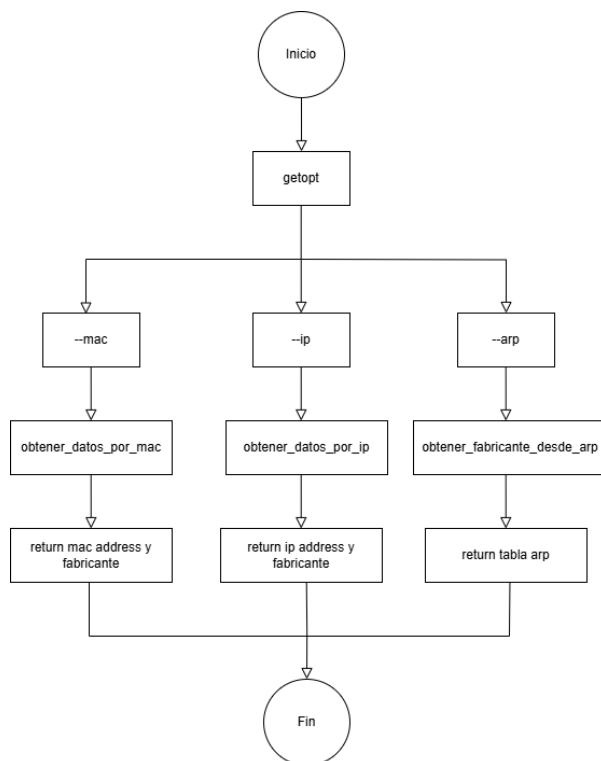 Inicio
getopt
--mac
--ip
--arp
obtener_datos_por_mac
obtener_datos_por_ip
obtener_fabricante_desde_arp
return mac address y
fabricante
return ip address y
fabricante
return tabla arp
Fin